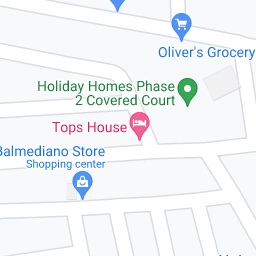 Oliver's Grocery
Holiday Homes Phase
2 Covered Court
Tops House
Balmediano Store
Shopping center